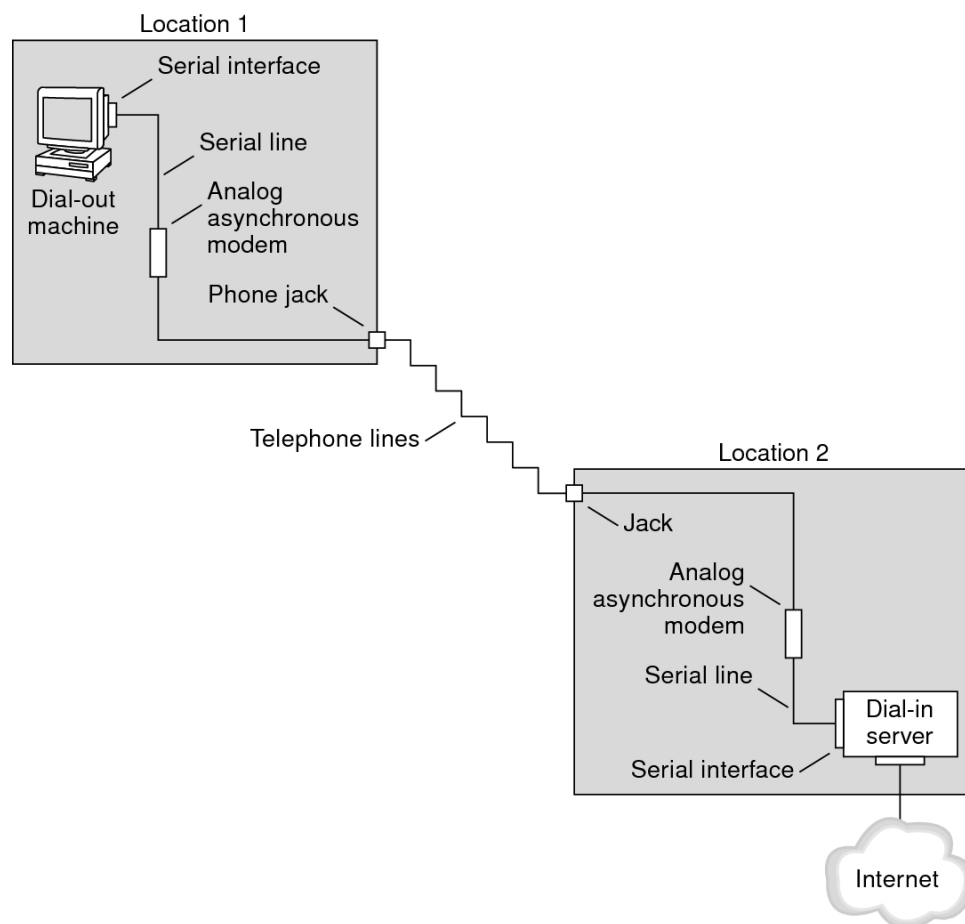 Location 1
Serial interface
Serial line
Dial-out
machine
Analog
asynchronous
modem
Phone jack
Telephone lines
Location 2
Jack
Analog
asynchronous
modem
Serial line
Dial-in
server
Serial interface
Internet